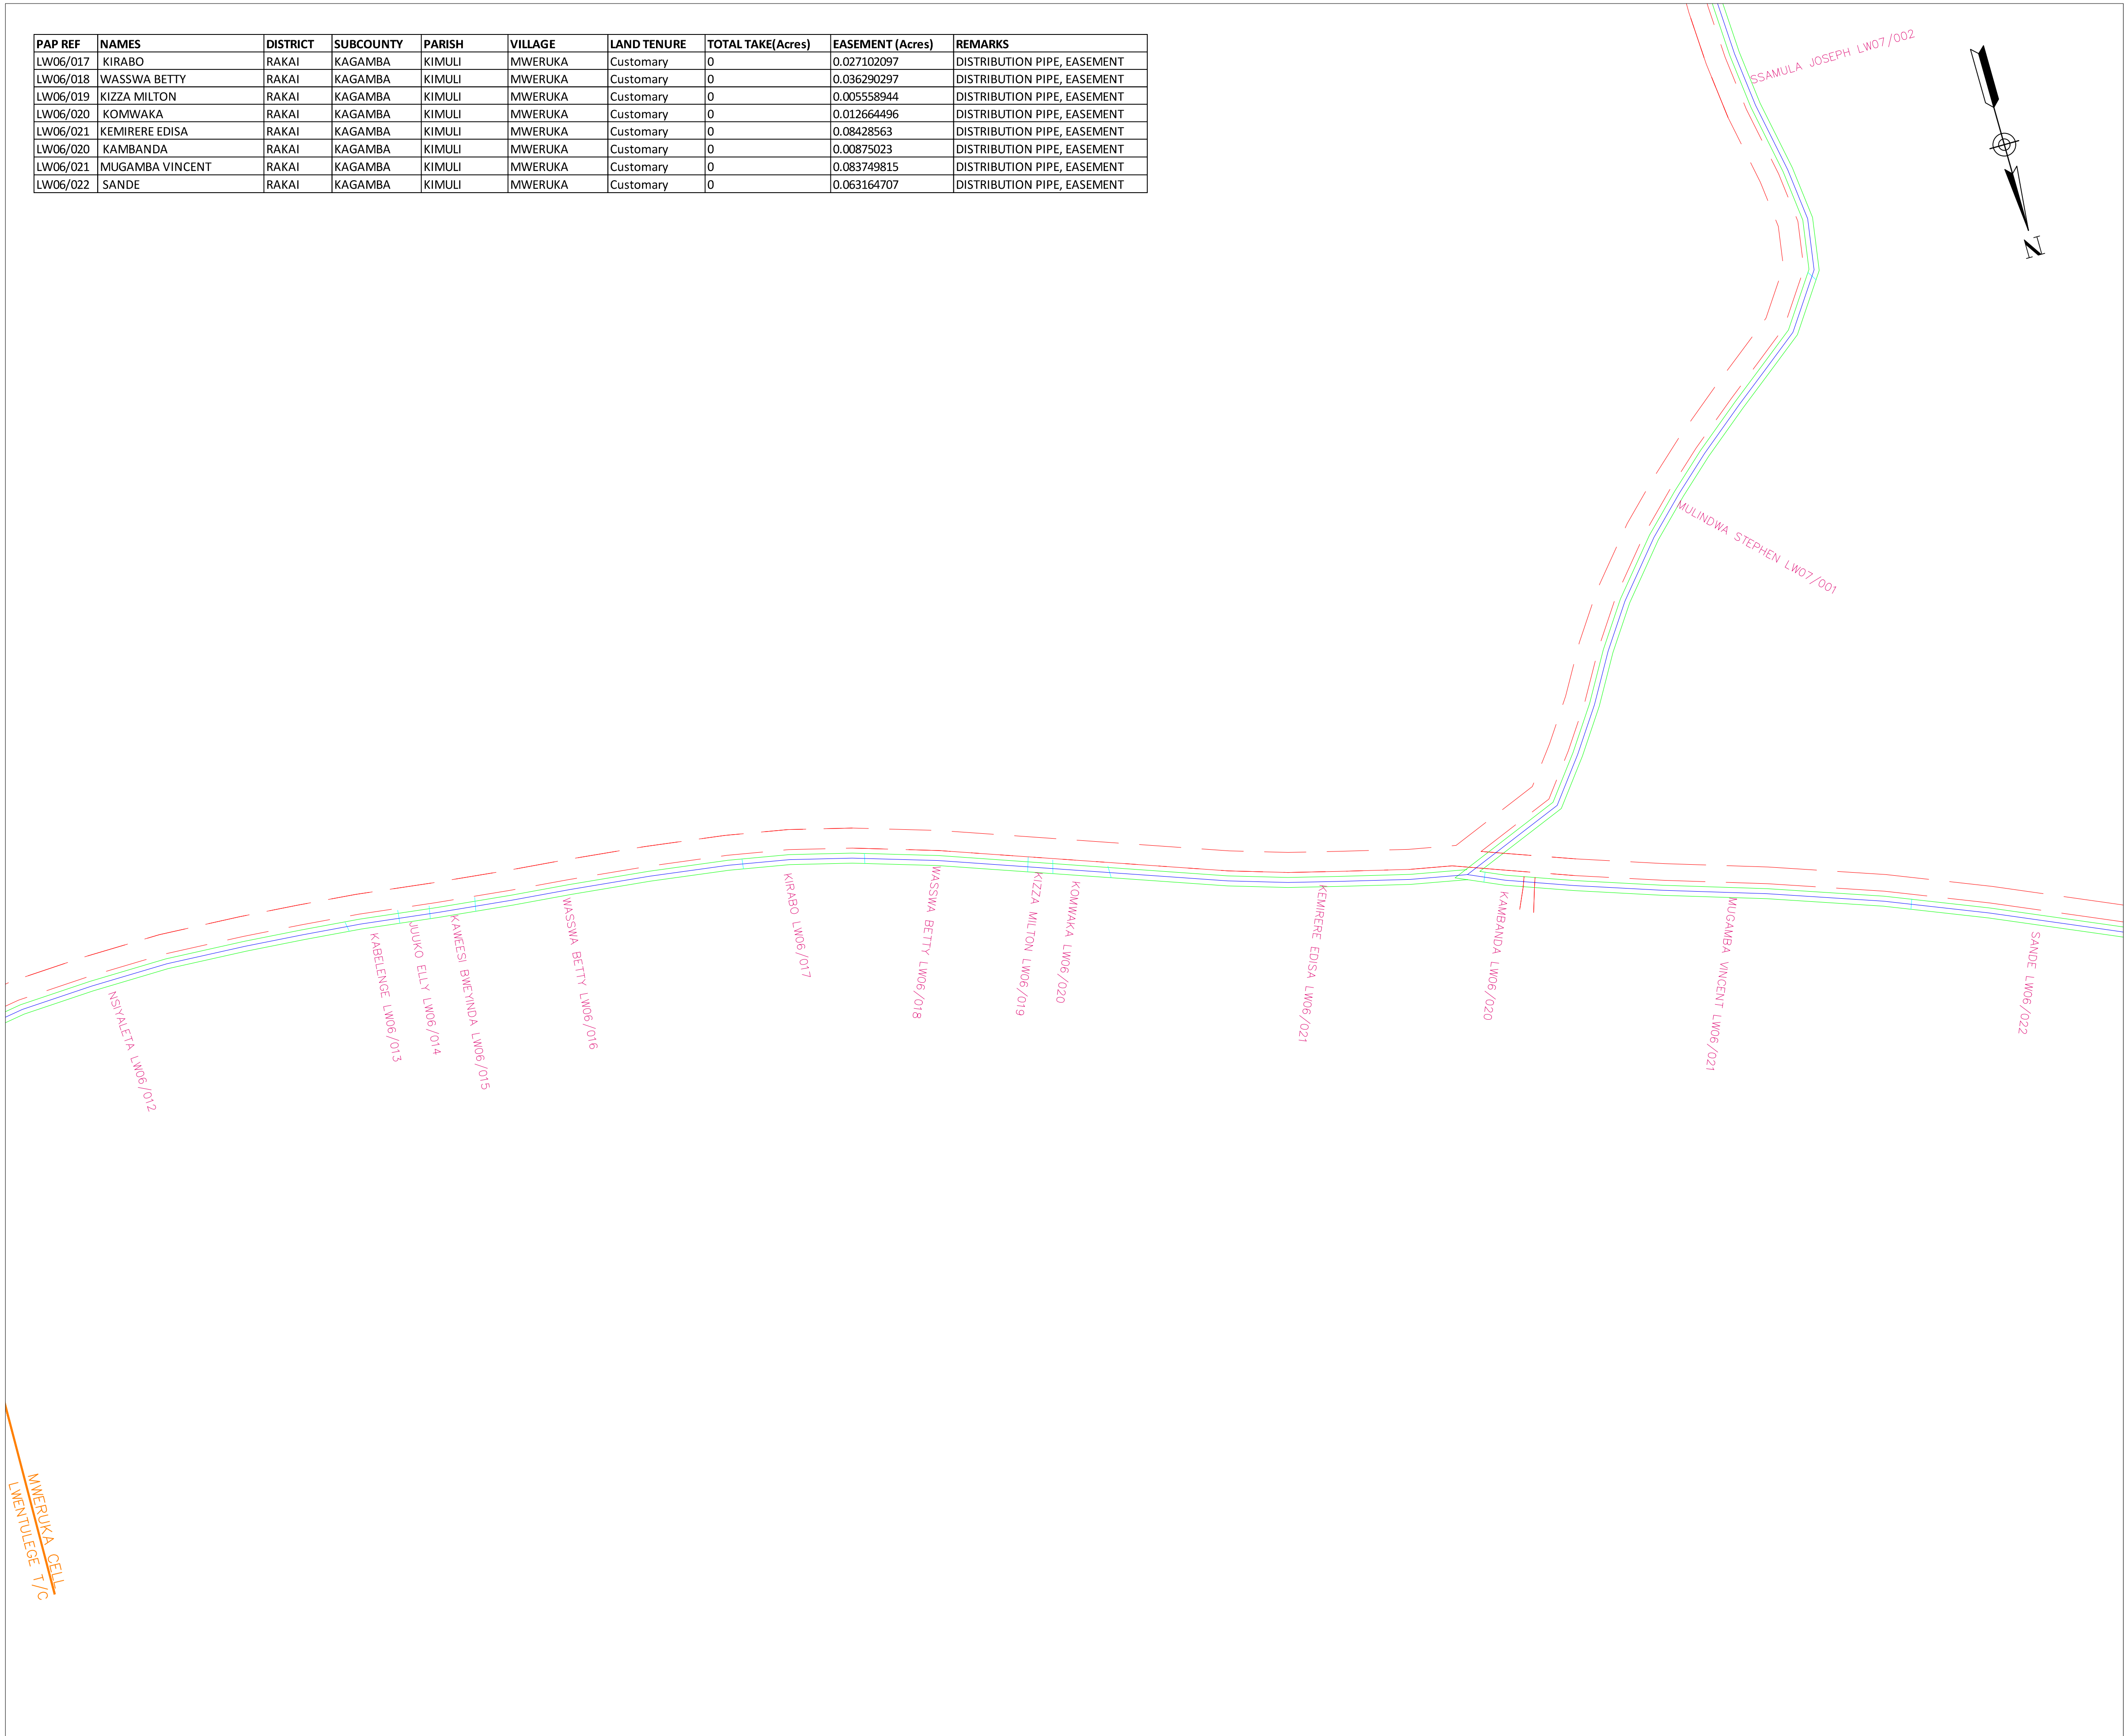 PAP REF NAMES DISTRICT SUBCOUNTY PARISH VILLAGE LAND TENURE TOTAL TAKE(Acres) EASEMENT (Acres) REMARKS
LW06/017 KIRABO RAKAI KAGAMBA KIMULI MWERUKA Customary 0 0.027102097 DISTRIBUTION PIPE, EASEMENT
LW06/018 WASSWA BETTY RAKAI KAGAMBA KIMULI MWERUKA Customary 0 0.036290297 DISTRIBUTION PIPE, EASEMENT
LW06/019 KIZZA MILTON RAKAI KAGAMBA KIMULI MWERUKA Customary 0 0.005558944 DISTRIBUTION PIPE, EASEMENT
LW06/020 KOMWAKA RAKAI KAGAMBA KIMULI MWERUKA Customary 0 0.012664496 DISTRIBUTION PIPE, EASEMENT
LW06/021 KEMIRERE EDISA RAKAI KAGAMBA KIMULI MWERUKA Customary 0 0.08428563 DISTRIBUTION PIPE, EASEMENT
LW06/020 KAMBANDA RAKAI KAGAMBA KIMULI MWERUKA Customary 0 0.00875023 DISTRIBUTION PIPE, EASEMENT
LW06/021 MUGAMBA VINCENT RAKAI KAGAMBA KIMULI MWERUKA Customary 0 0.083749815 DISTRIBUTION PIPE, EASEMENT
LW06/022 SANDE RAKAI KAGAMBA KIMULI MWERUKA Customary 0 0.063164707 DISTRIBUTION PIPE, EASEMENT
SSAMULA JOSEPH LW07/002
N
MULINDWA STEPHEN LW07/001
NSIYALETA LW06/012
KABELENGE LW06/013
JUUKO ELLY LW06/014
KAWEESI BWEYINDA LW06/015
WASSWA BETTY LW06/016
KIRABO LW06/017
WASSWA BETTY LW06/018
KIZZA MILTON LW06/019
KOMWAKA LW06/020
KEMIRERE EDISA LW06/021
KAMBANDA LW06/020
MUGAMBA VINCENT LW06/021
SANDE LW06/022
MWERUKA CELL
LWENTULEGE T/C